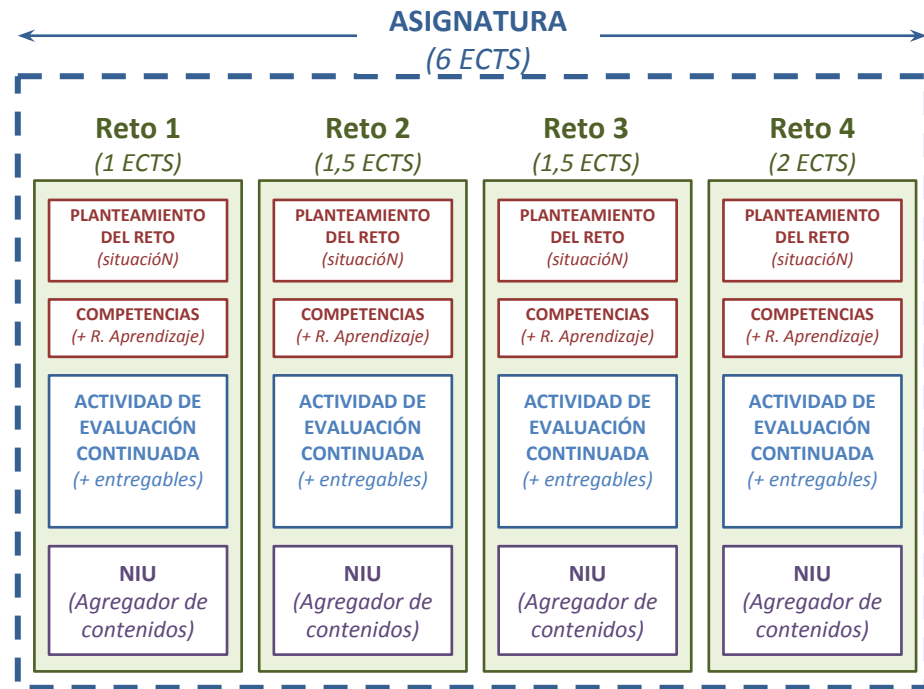 ASIGNATURA
(6 ECTS)
Reto 1
(1 ECTS)
PLANTEAMIENTO
DEL RETO
(situacióN)
COMPETENCIAS
(+ R. Aprendizaje)
ACTIVIDAD DE
EVALUACIÓN
CONTINUADA
(+ entregables)
NIU
(Agregador de
contenidos)
Reto 2
(1,5 ECTS)
PLANTEAMIENTO
DEL RETO
(situacióN)
COMPETENCIAS
(+ R. Aprendizaje)
ACTIVIDAD DE
EVALUACIÓN
CONTINUADA
(+ entregables)
NIU
(Agregador de
contenidos)
Reto 3
(1,5 ECTS)
PLANTEAMIENTO
DEL RETO
(situacióN)
COMPETENCIAS
(+ R. Aprendizaje)
ACTIVIDAD DE
EVALUACIÓN
CONTINUADA
(+ entregables)
NIU
(Agregador de
contenidos)
Reto 4
(2 ECTS)
PLANTEAMIENTO
DEL RETO
(situacióN)
COMPETENCIAS
(+ R. Aprendizaje)
ACTIVIDAD DE
EVALUACIÓN
CONTINUADA
(+ entregables)
NIU
(Agregador de
contenidos)